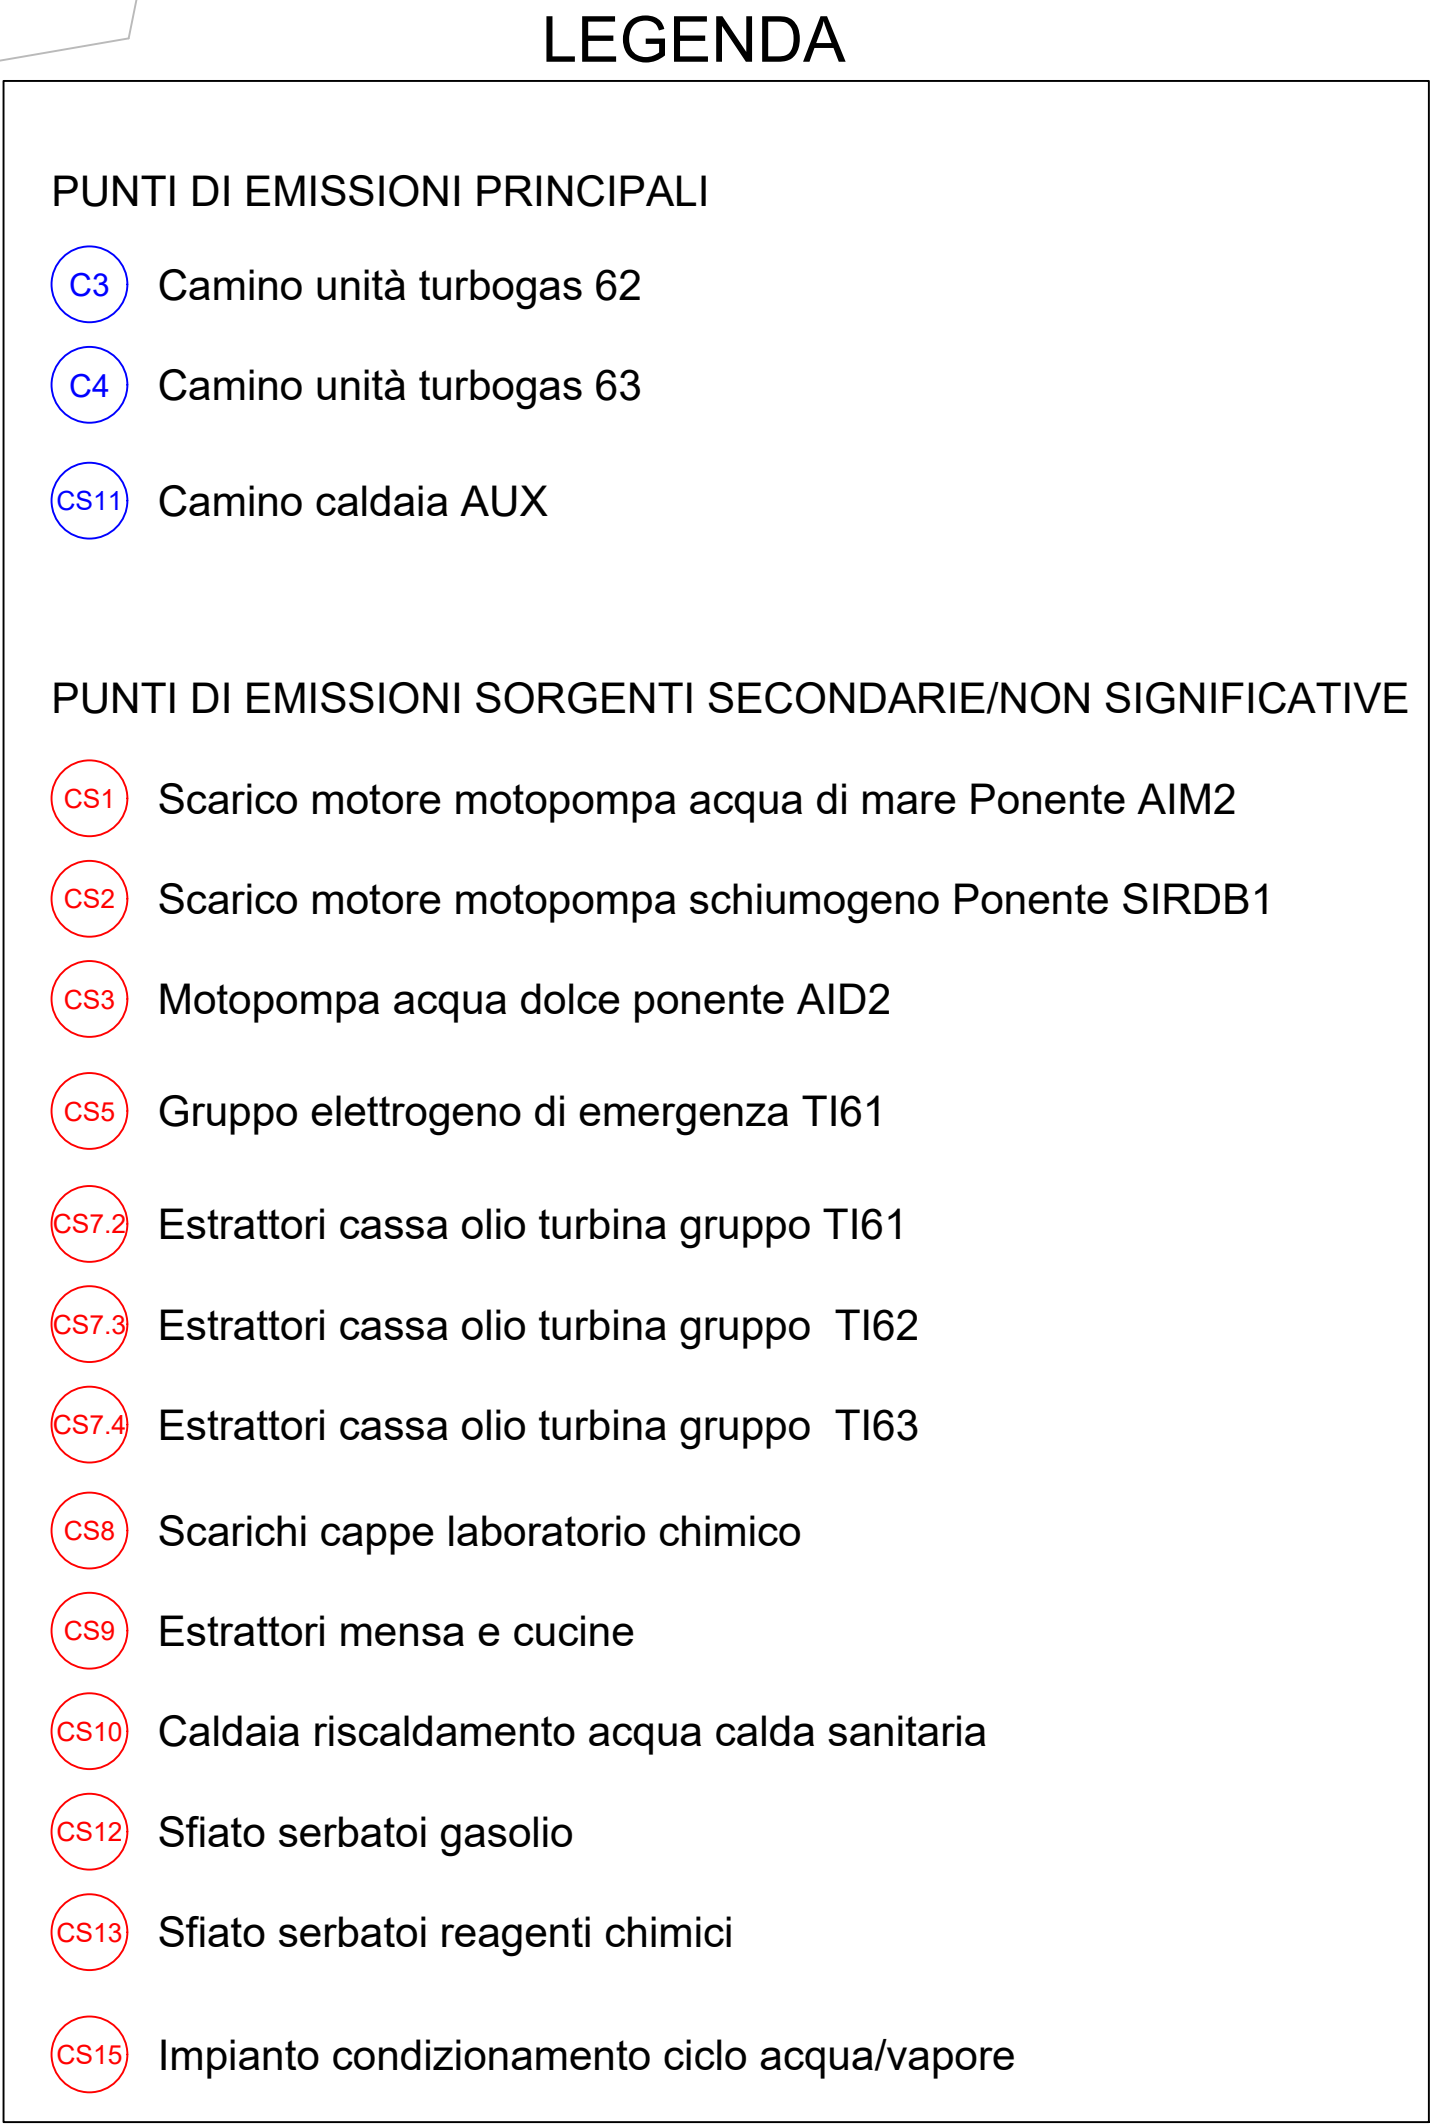 LEGENDA
PUNTI DI EMISSIONI PRINCIPALI
C3 Camino unità turbogas 62
C4 Camino unità turbogas 63
CS11 Camino caldaia AUX
PUNTI DI EMISSIONI SORGENTI SECONDARIE/NON SIGNIFICATIVE
CS1 Scarico motore motopompa acqua di mare Ponente AIM2
CS2 Scarico motore motopompa schiumogeno Ponente SIRDB1
CS3 Motopompa acqua dolce ponente AID2
CS5 Gruppo elettrogeno di emergenza TI61
CS7.2 Estrattori cassa olio turbina gruppo TI61
CS7.3 Estrattori cassa olio turbina gruppo TI62
CS7.4 Estrattori cassa olio turbina gruppo TI63
CS8 Scarichi cappe laboratorio chimico
CS9 Estrattori mensa e cucine
CS10 Caldaia riscaldamento acqua calda sanitaria
CS12 Sfiato serbatoi gasolio
CS13 Sfiato serbatoi reagenti chimici
CS15 Impianto condizionamento ciclo acqua/vapore